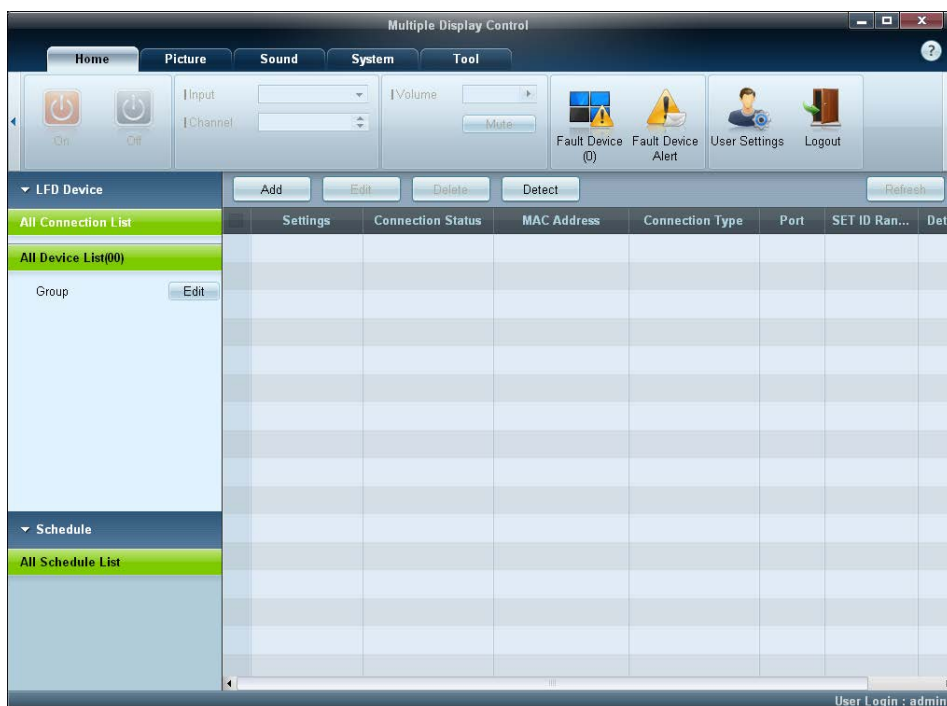 Multiple Display Control
Home Picture Sound System Tool
Input
Channel
On Off
Volume
Mute
Fault Device (0)
Fault Device Alert
User Settings
Logout
LFD Device
Add Edit Delete Detect Refresh
All Connection List
Settings Connection Status MAC Address Connection Type Port SET ID Ran... Det
All Device List(00)
Group Edit
Schedule
All Schedule List
User Login : admin